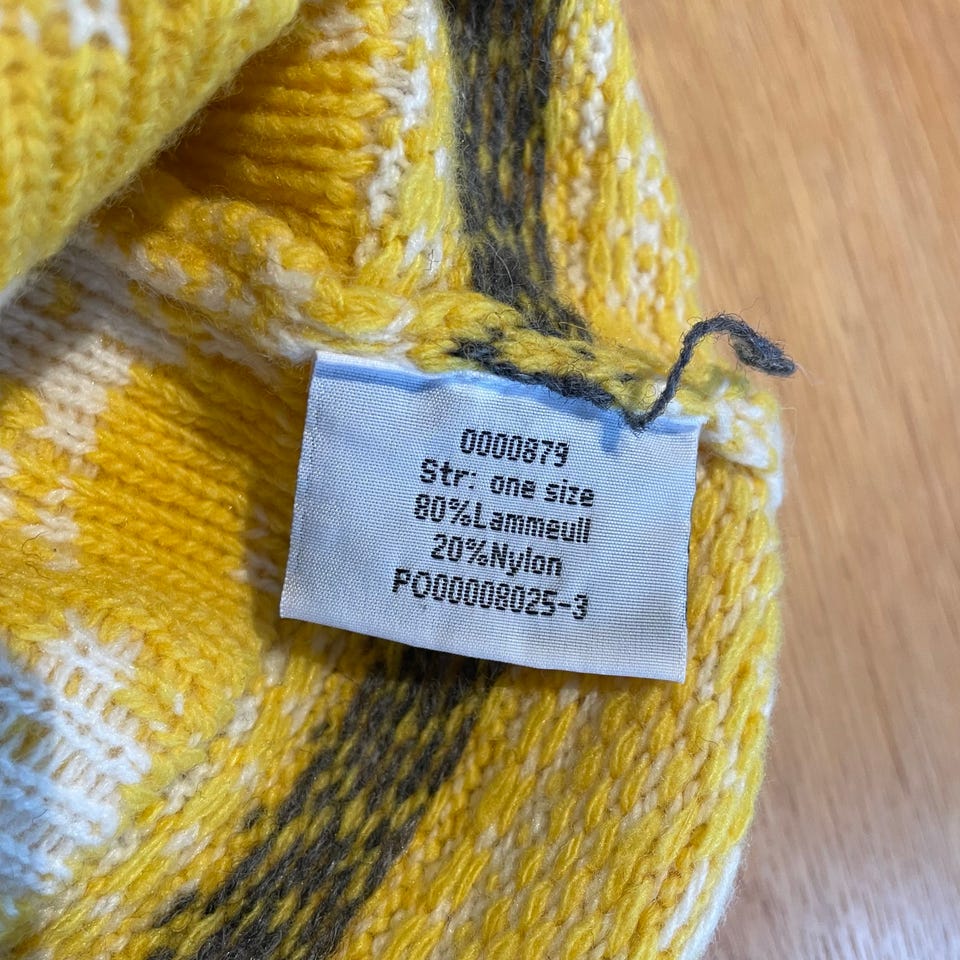 0000879
Str: one size
80%Lammeull
20%Nylon
PO00008025-3